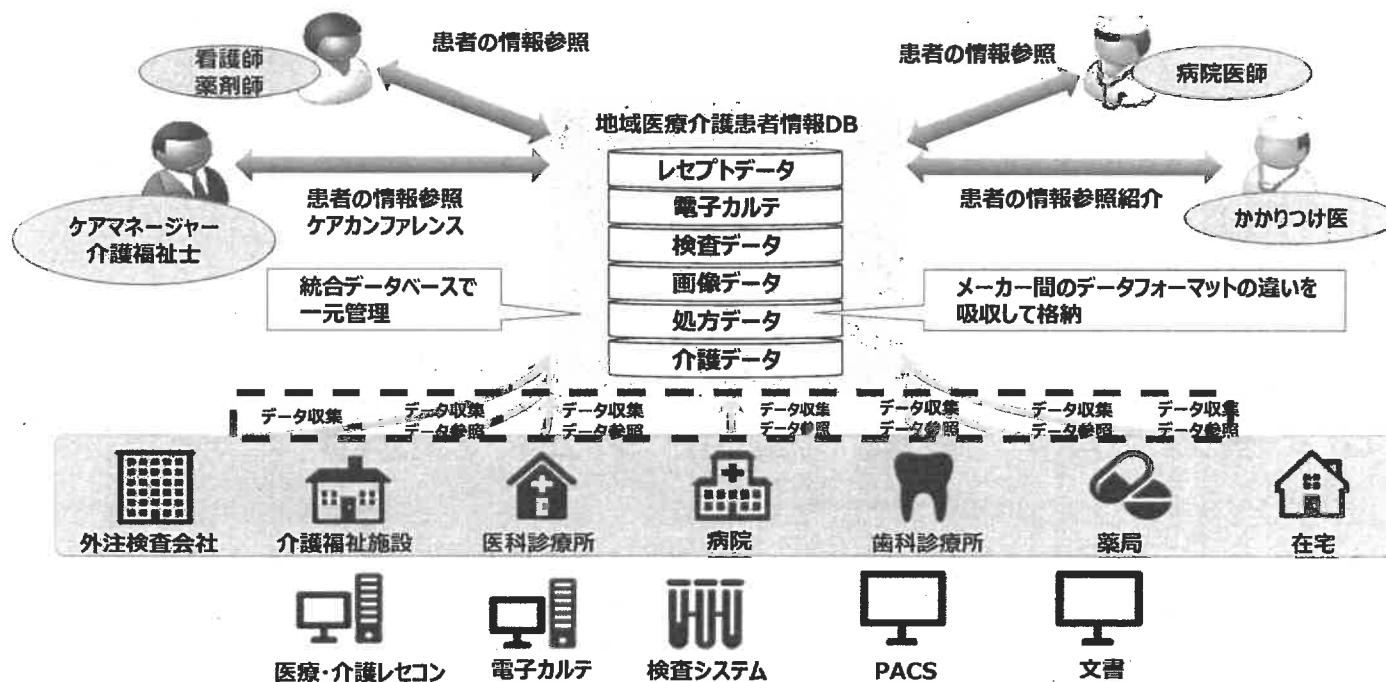 患者の情報参照
患者の情報参照
看護師
薬剤師
病院医師
地域医療介護患者情報DB
レセプトデータ
電子カルテ
検査データ
画像データ
処方データ
介護データ
患者の情報参照
ケアカンファレンス
患者の情報参照紹介
ケアマネージャー
介護福祉士
かかりつけ医
統合データベースで
一元管理
メーカー間のデータフォーマットの違いを
吸収して格納
データ収集
データ収集
データ参照
データ収集
データ参照
データ収集
データ参照
データ収集
データ参照
データ収集
データ参照
データ収集
データ参照
外注検査会社
介護福祉施設
医科診療所
病院
歯科診療所
薬局
在宅
医療・介護レセコン
電子カルテ
検査システム
PACS
文書